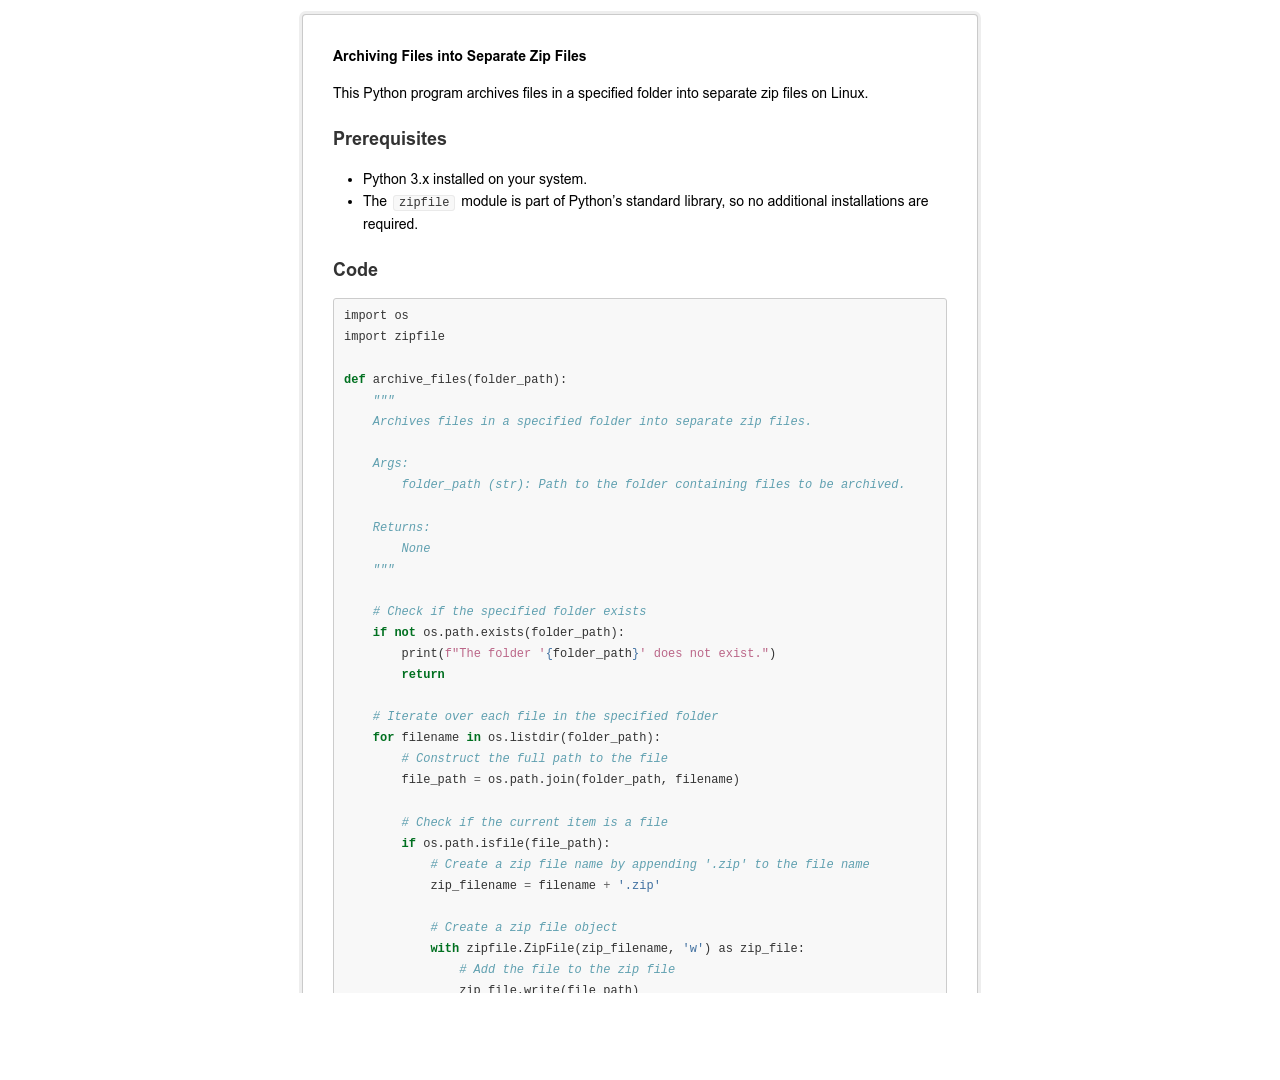 Archiving Files into Separate Zip Files
This Python program archives files in a specified folder into separate zip files on Linux.
Prerequisites
• Python 3.x installed on your system.
• The zipfile module is part of Python’s standard library, so no additional installations are
required.
Code
import os
import zipfile

def archive_files(folder_path):
    """
    Archives files in a specified folder into separate zip files.

    Args:
        folder_path (str): Path to the folder containing files to be archived.

    Returns:
        None
    """

    # Check if the specified folder exists
    if not os.path.exists(folder_path):
        print(f"The folder '{folder_path}' does not exist.")
        return

    # Iterate over each file in the specified folder
    for filename in os.listdir(folder_path):
        # Construct the full path to the file
        file_path = os.path.join(folder_path, filename)

        # Check if the current item is a file
        if os.path.isfile(file_path):
            # Create a zip file name by appending '.zip' to the file name
            zip_filename = filename + '.zip'

            # Create a zip file object
            with zipfile.ZipFile(zip_filename, 'w') as zip_file:
                # Add the file to the zip file
                zip_file.write(file_path)